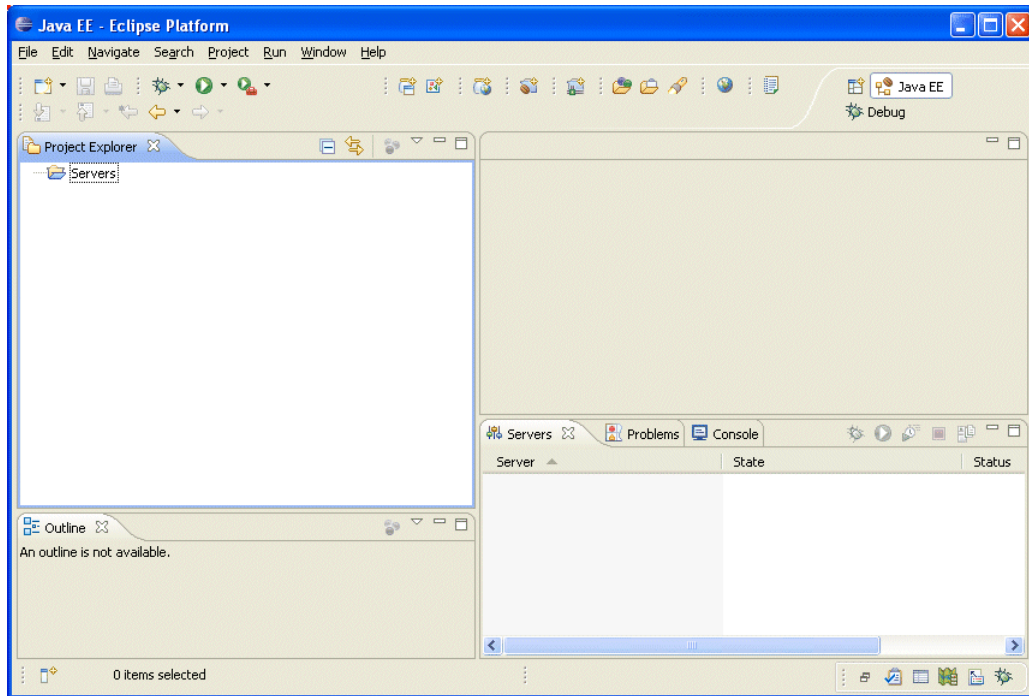 Java EE - Eclipse Platform
File Edit Navigate Search Project Run Window Help
Java EE
Debug
Project Explorer
Servers
Servers Problems Console
Server State Status
Outline
An outline is not available.
0 items selected